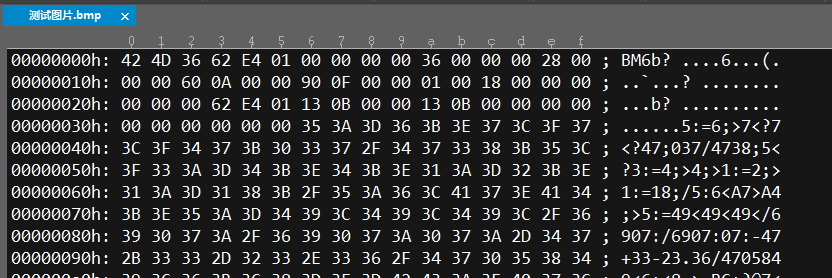 测试图片.bmp ×
0 1 2 3 4 5 6 7 8 9 a b c d e f
00000000h: 42 4D 36 62 E4 01 00 00 00 00 36 00 00 00 28 00 ; BM6b? ....6...(.
00000010h: 00 00 60 0A 00 00 90 0F 00 00 01 00 18 00 00 00 ; ..`...? ..........
00000020h: 00 00 00 62 E4 01 13 0B 00 00 13 0B 00 00 00 00 ; ...b? ..........
00000030h: 00 00 00 00 00 00 35 3A 3D 36 3B 3E 37 3C 3F 37 ; ......5:=6;>7<?7
00000040h: 3C 3F 34 37 3B 30 33 37 2F 34 37 33 38 3B 35 3C ; <?47;037/4738;5<
00000050h: 3F 33 3A 3D 34 3B 3E 34 3B 3E 31 3A 3D 32 3B 3E ; ?3:=4;>4;>1:=2;>
00000060h: 31 3A 3D 31 38 3B 2F 35 3A 36 3C 41 37 3E 41 34 ; 1:=18;/5:6<A7>A4
00000070h: 3B 3E 35 3A 3D 34 39 3C 34 39 3C 34 39 3C 2F 36 ; ;>5:=49<49<49</6
00000080h: 39 30 37 3A 2F 36 39 30 37 3A 30 37 3A 2D 34 37 ; 907:/6907:07:-47
00000090h: 2B 33 33 2D 32 33 2E 33 36 2F 34 37 30 35 38 34 ; +33-23.36/470584